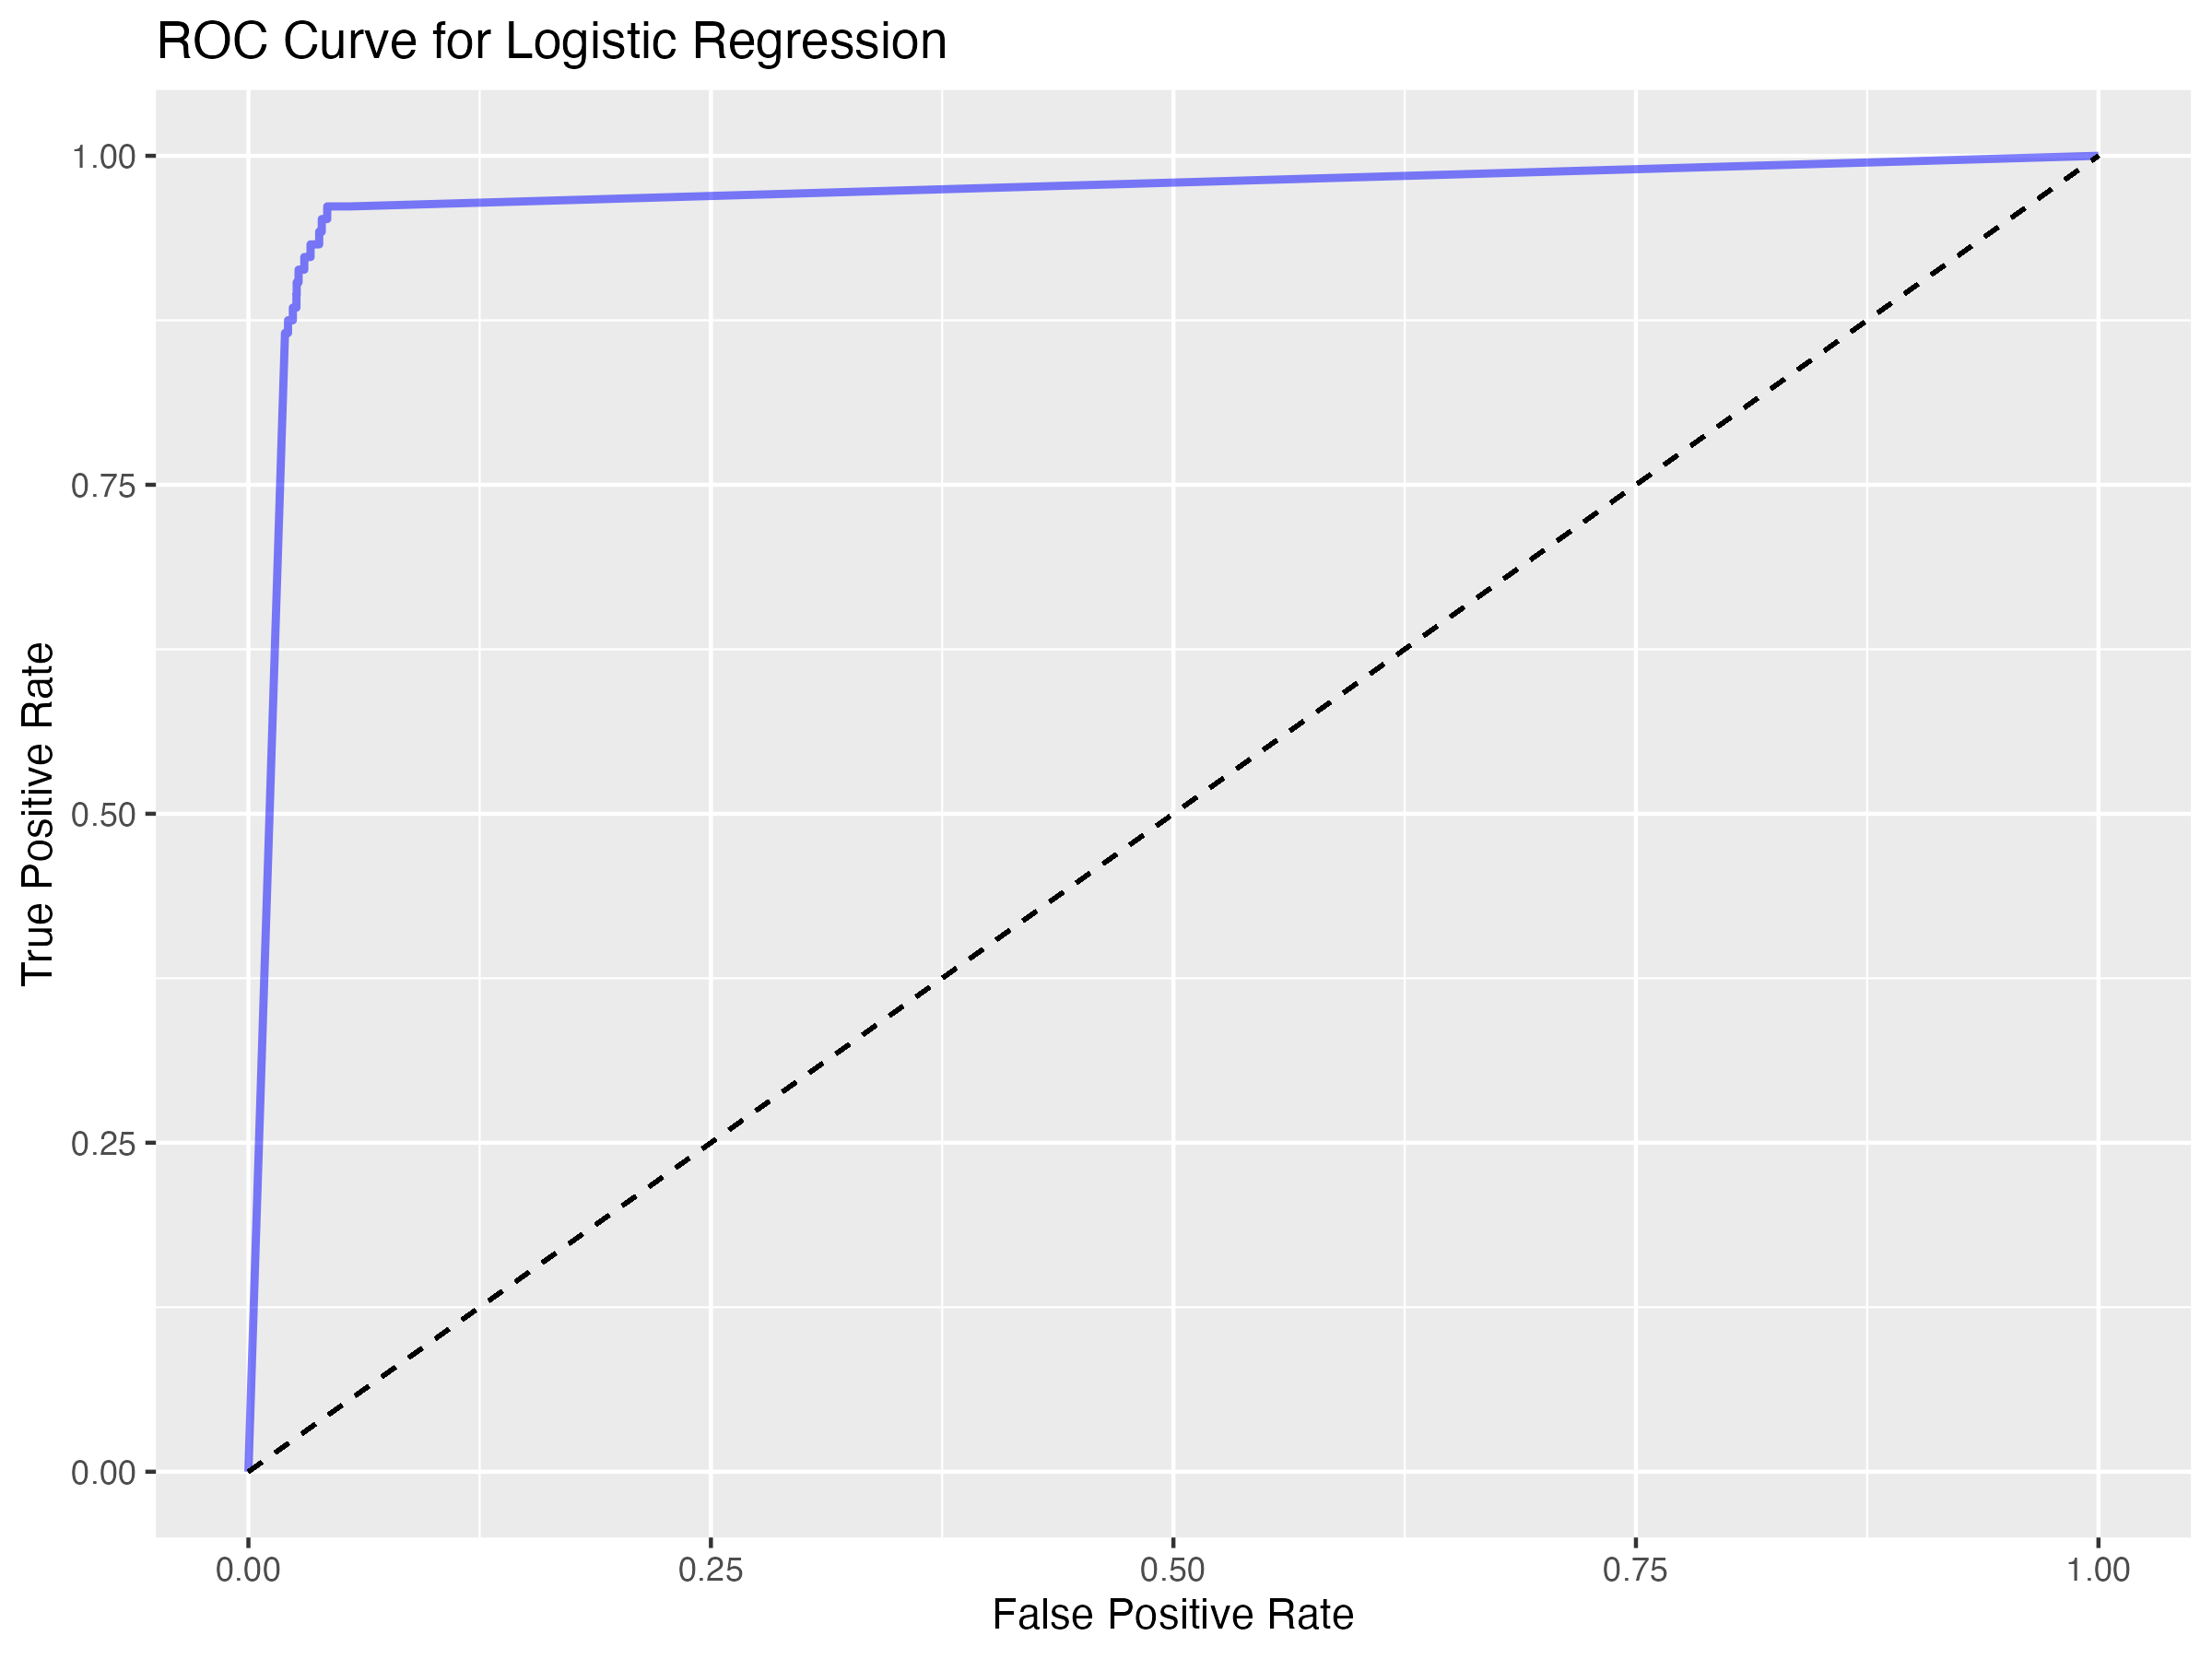 ROC Curve for Logistic Regression
True Positive Rate
1.00
0.75
0.50
0.25
0.00
0.00 0.25 0.50 0.75 1.00
False Positive Rate